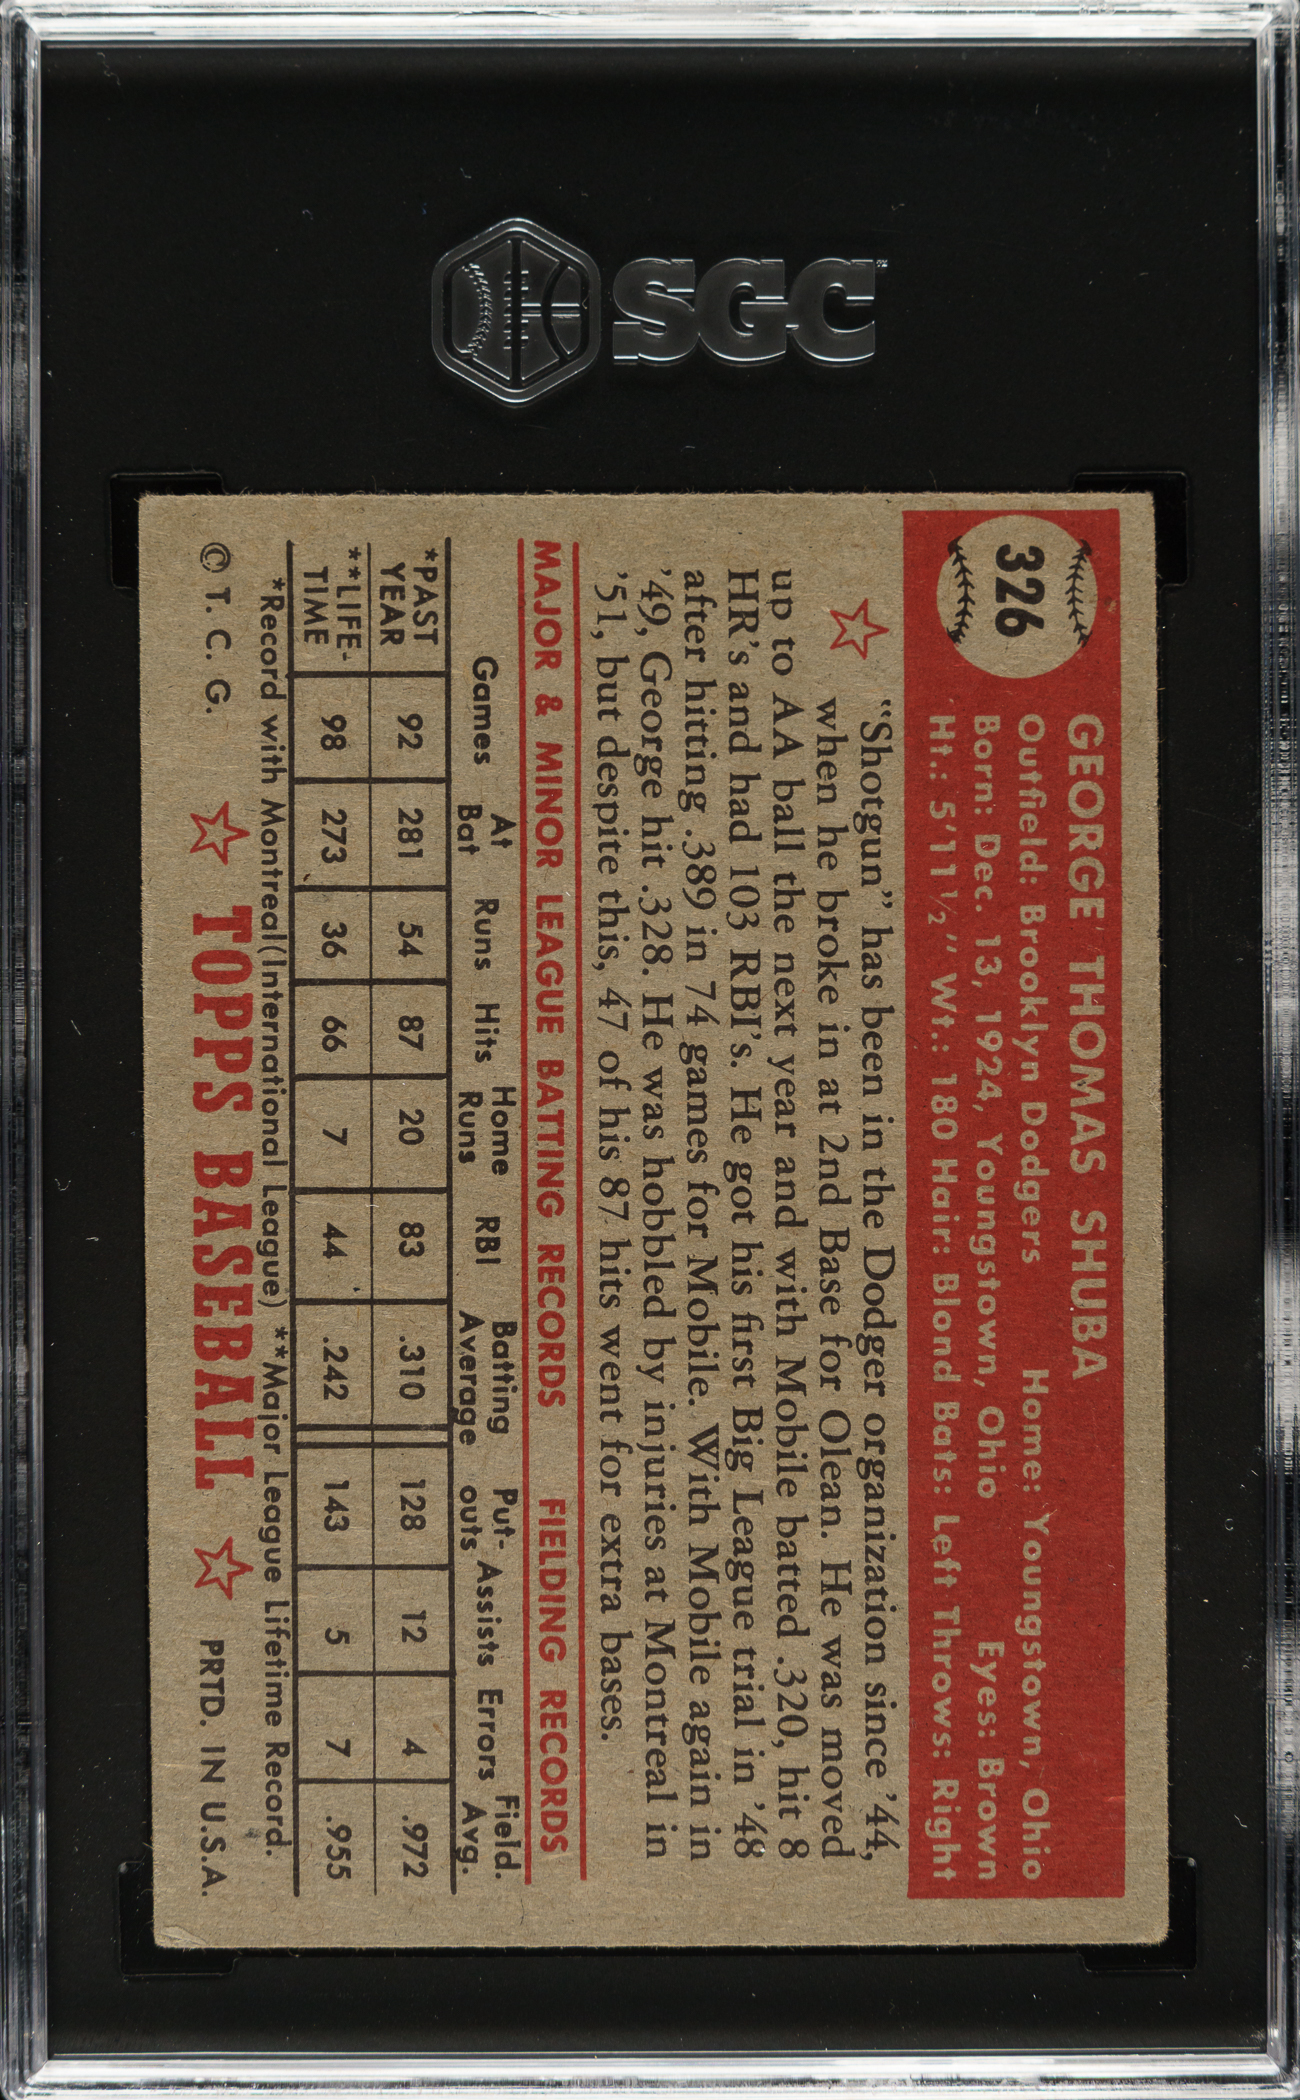 SGC
326
GEORGE THOMAS SHUBA
Outfield: Brooklyn Dodgers Home: Youngstown, Ohio
Born: Dec. 13, 1924, Youngstown, Ohio Eyes: Brown
Ht.: 5'11½" Wt.: 180 Hair: Blond Bats: Left Throws: Right
"Shotgun" has been in the Dodger organization since '44,
when he broke in at 2nd Base for Olean. He was moved
up to AA ball the next year and with Mobile batted .320, hit 8
HR's and had 103 RBI's. He got his first Big League trial in '48
after hitting .389 in 74 games for Mobile. With Mobile again in
'49, George hit .328. He was hobbled by injuries at Montreal in
'51, but despite this, 47 of his 87 hits went for extra bases.
MAJOR & MINOR LEAGUE BATTING RECORDS FIELDING RECORDS
Games At Bat Runs Hits Home Runs RBI Batting Average Put-outs Assists Errors Field. Avg.
*PAST YEAR 92 281 54 87 20 83 .310 128 12 4 .972
**LIFE-TIME 98 273 36 66 7 44 .242 143 5 7 .955
*Record with Montreal(International League) **Major League Lifetime Record.
© T. C. G. TOPPS BASEBALL PRTD. IN U.S.A.